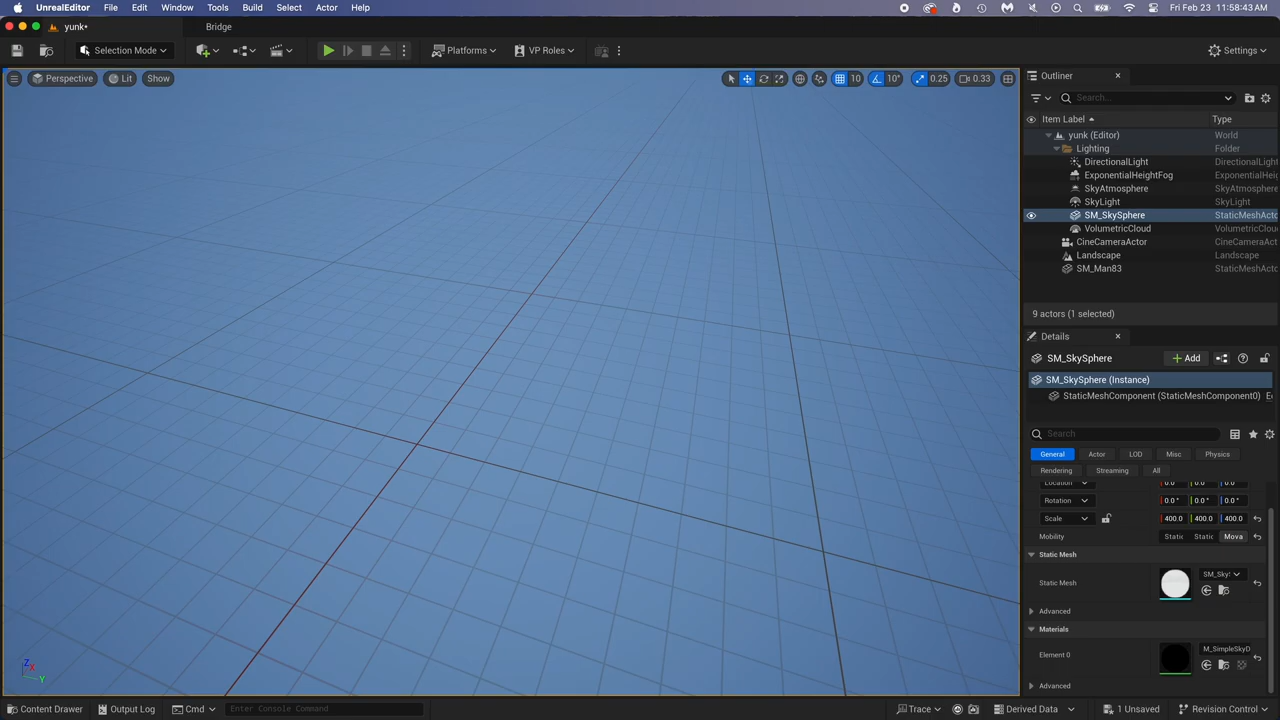 UnrealEditor File Edit Window Tools Build Select Actor Help
Fri Feb 23 11:58:43 AM
yunk* Bridge
Selection Mode Platforms VP Roles Settings
Perspective Lit Show 10 10° 0.25 0.33
Outliner
Search...
Item Label Type
yunk (Editor) World
Lighting Folder
DirectionalLight DirectionalLight
ExponentialHeightFog ExponentialHeig
SkyAtmosphere SkyAtmosphere
SkyLight SkyLight
SM_SkySphere StaticMeshActo
VolumetricCloud VolumetricClou
CineCameraActor CineCameraAct
Landscape Landscape
SM_Man83 StaticMeshActo
9 actors (1 selected)
Details
SM_SkySphere Add
SM_SkySphere (Instance)
StaticMeshComponent (StaticMeshComponent0) E
Search
General Actor LOD Misc Physics
Rendering Streaming All
Location 0.0 0.0 0.0
Rotation 0.0 ° 0.0 ° 0.0 °
Scale 400.0 400.0 400.0
Mobility Static Static Mova
Static Mesh
Static Mesh SM_Sky
Advanced
Materials
Element 0 M_SimpleSkyD
Advanced
Z X Y
Content Drawer Output Log Cmd Enter Console Command Trace Derived Data 1 Unsaved Revision Control